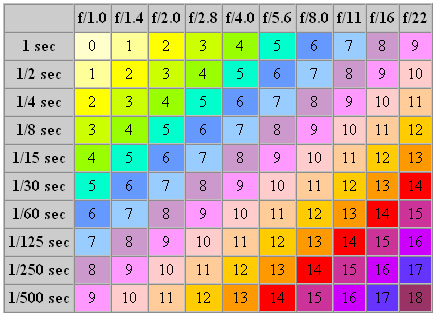 f/1.0 f/1.4 f/2.0 f/2.8 f/4.0 f/5.6 f/8.0 f/11 f/16 f/22
1 sec 0 1 2 3 4 5 6 7 8 9
1/2 sec 1 2 3 4 5 6 7 8 9 10
1/4 sec 2 3 4 5 6 7 8 9 10 11
1/8 sec 3 4 5 6 7 8 9 10 11 12
1/15 sec 4 5 6 7 8 9 10 11 12 13
1/30 sec 5 6 7 8 9 10 11 12 13 14
1/60 sec 6 7 8 9 10 11 12 13 14 15
1/125 sec 7 8 9 10 11 12 13 14 15 16
1/250 sec 8 9 10 11 12 13 14 15 16 17
1/500 sec 9 10 11 12 13 14 15 16 17 18